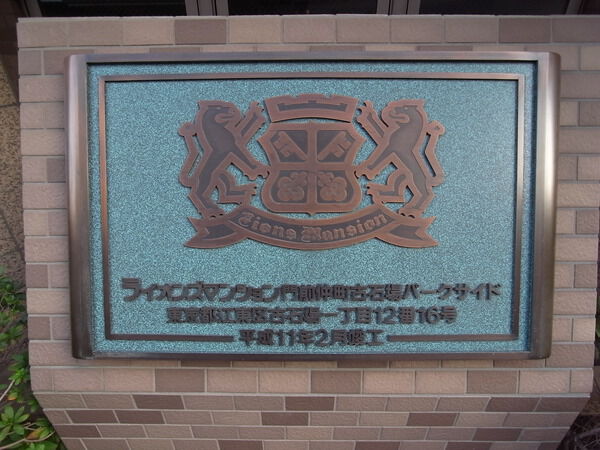 Lions Mansion
ライオンズマンション門前仲町古石場パークサイド
東京都江東区古石場一丁目12番16号
平成11年2月竣工